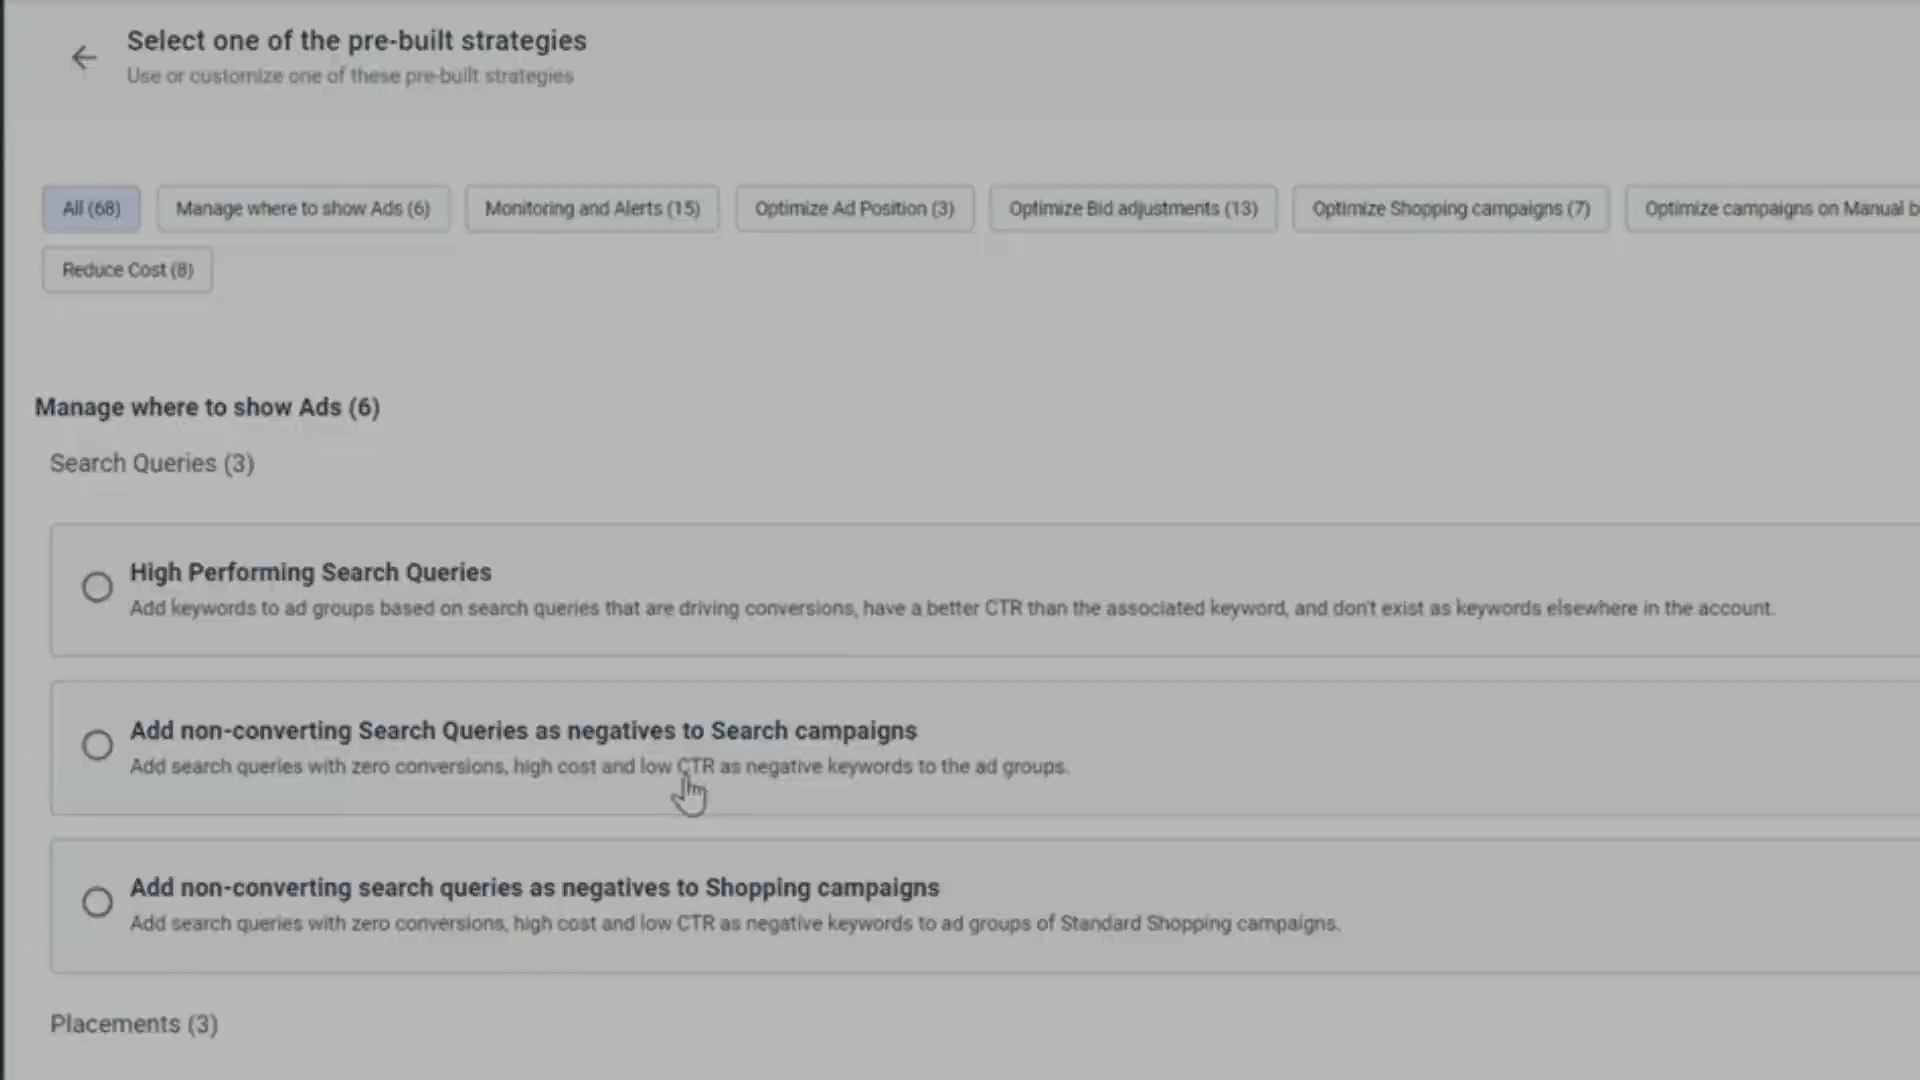 Select one of the pre-built strategies
Use or customize one of these pre-built strategies
All (68)
Manage where to show Ads (6)
Monitoring and Alerts (15)
Optimize Ad Position (3)
Optimize Bid adjustments (13)
Optimize Shopping campaigns (7)
Optimize campaigns on Manual
Reduce Cost (8)
Manage where to show Ads (6)
Search Queries (3)
High Performing Search Queries
Add keywords to ad groups based on search queries that are driving conversions, have a better CTR than the associated keyword, and don't exist as keywords elsewhere in the account.
Add non-converting Search Queries as negatives to Search campaigns
Add search queries with zero conversions, high cost and low CTR as negative keywords to the ad groups.
Add non-converting search queries as negatives to Shopping campaigns
Add search queries with zero conversions, high cost and low CTR as negative keywords to ad groups of Standard Shopping campaigns.
Placements (3)